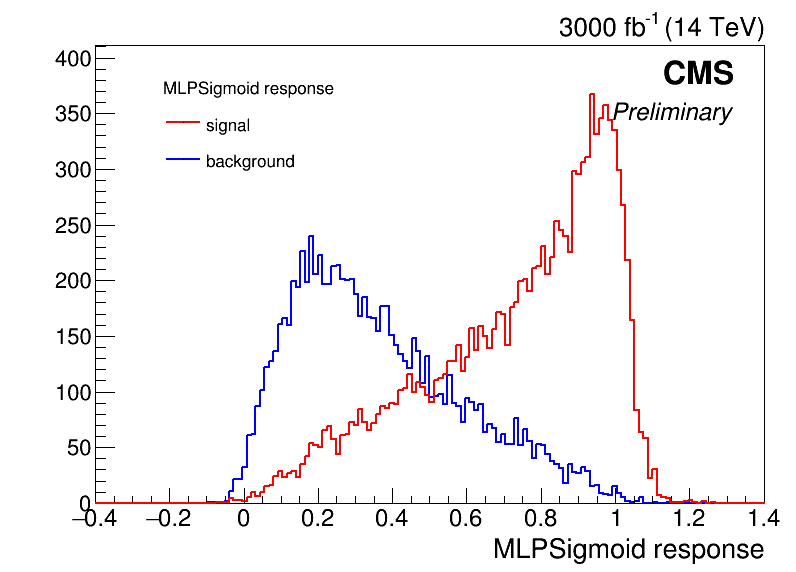 3000 fb-1 (14 TeV)
CMS
Preliminary
MLPSigmoid response
signal
background
400
350
300
250
200
150
100
50
0
−0.4 −0.2 0 0.2 0.4 0.6 0.8 1 1.2 1.4
MLPSigmoid response